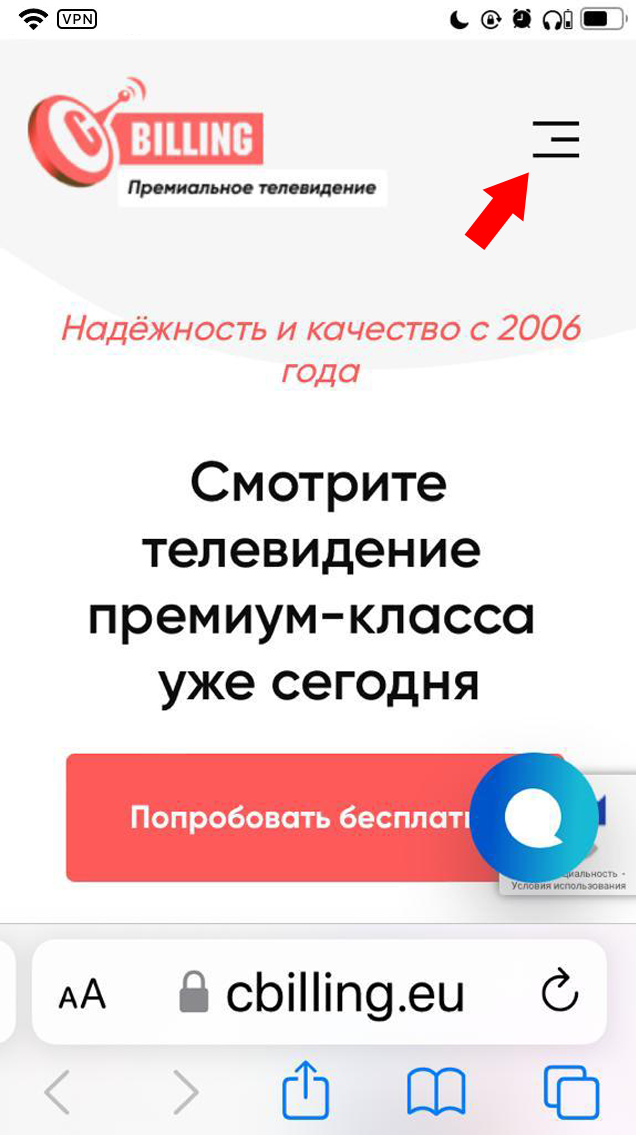 VPN
BILLING
Премиальное телевидение
Надёжность и качество с 2006
года
Смотрите
телевидение
премиум-класса
уже сегодня
Попробовать
Условия использования
AA
cbilling.eu